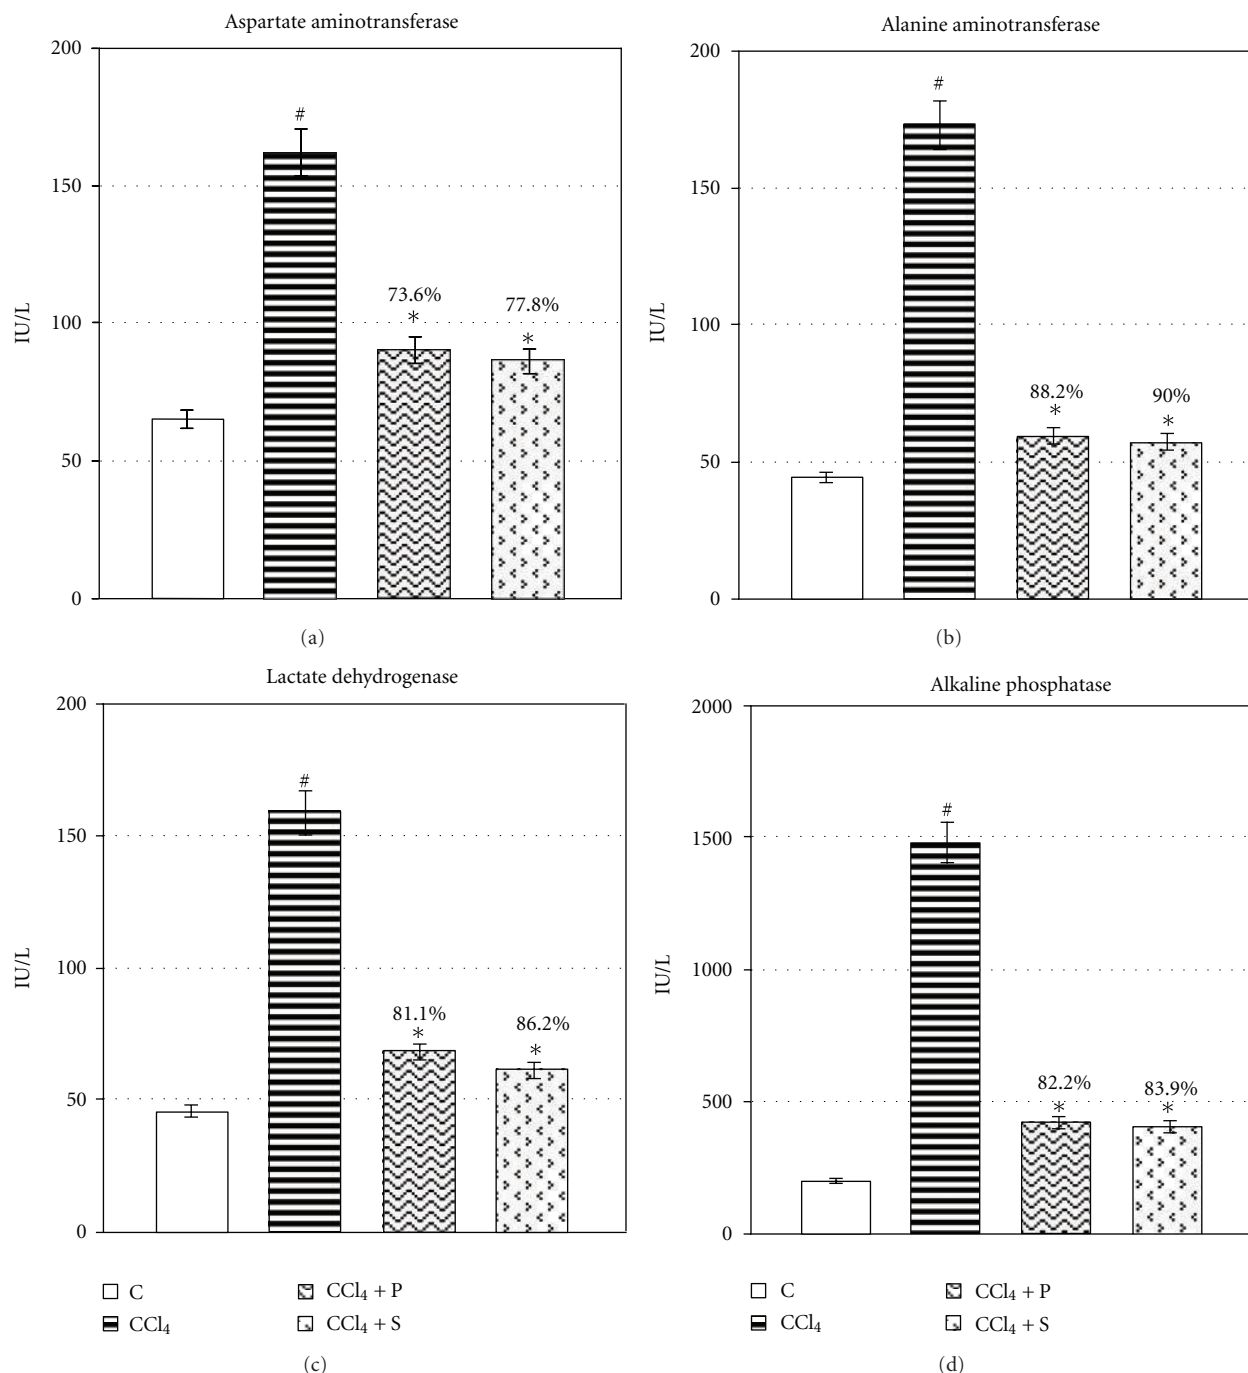 Aspartate aminotransferase
200
150
100
50
0
IU/L
#
73.6%
*
77.8%
*
(a)
Alanine aminotransferase
200
150
100
50
0
IU/L
#
88.2%
*
90%
*
(b)
Lactate dehydrogenase
200
150
100
50
0
IU/L
#
81.1%
*
86.2%
*
C
CCl₄
CCl₄ + P
CCl₄ + S
(c)
Alkaline phosphatase
2000
1500
1000
500
0
IU/L
#
82.2%
*
83.9%
*
C
CCl₄
CCl₄ + P
CCl₄ + S
(d)